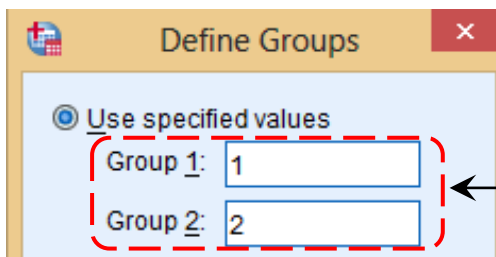 Define Groups
Use specified values
Group 1: 1
Group 2: 2